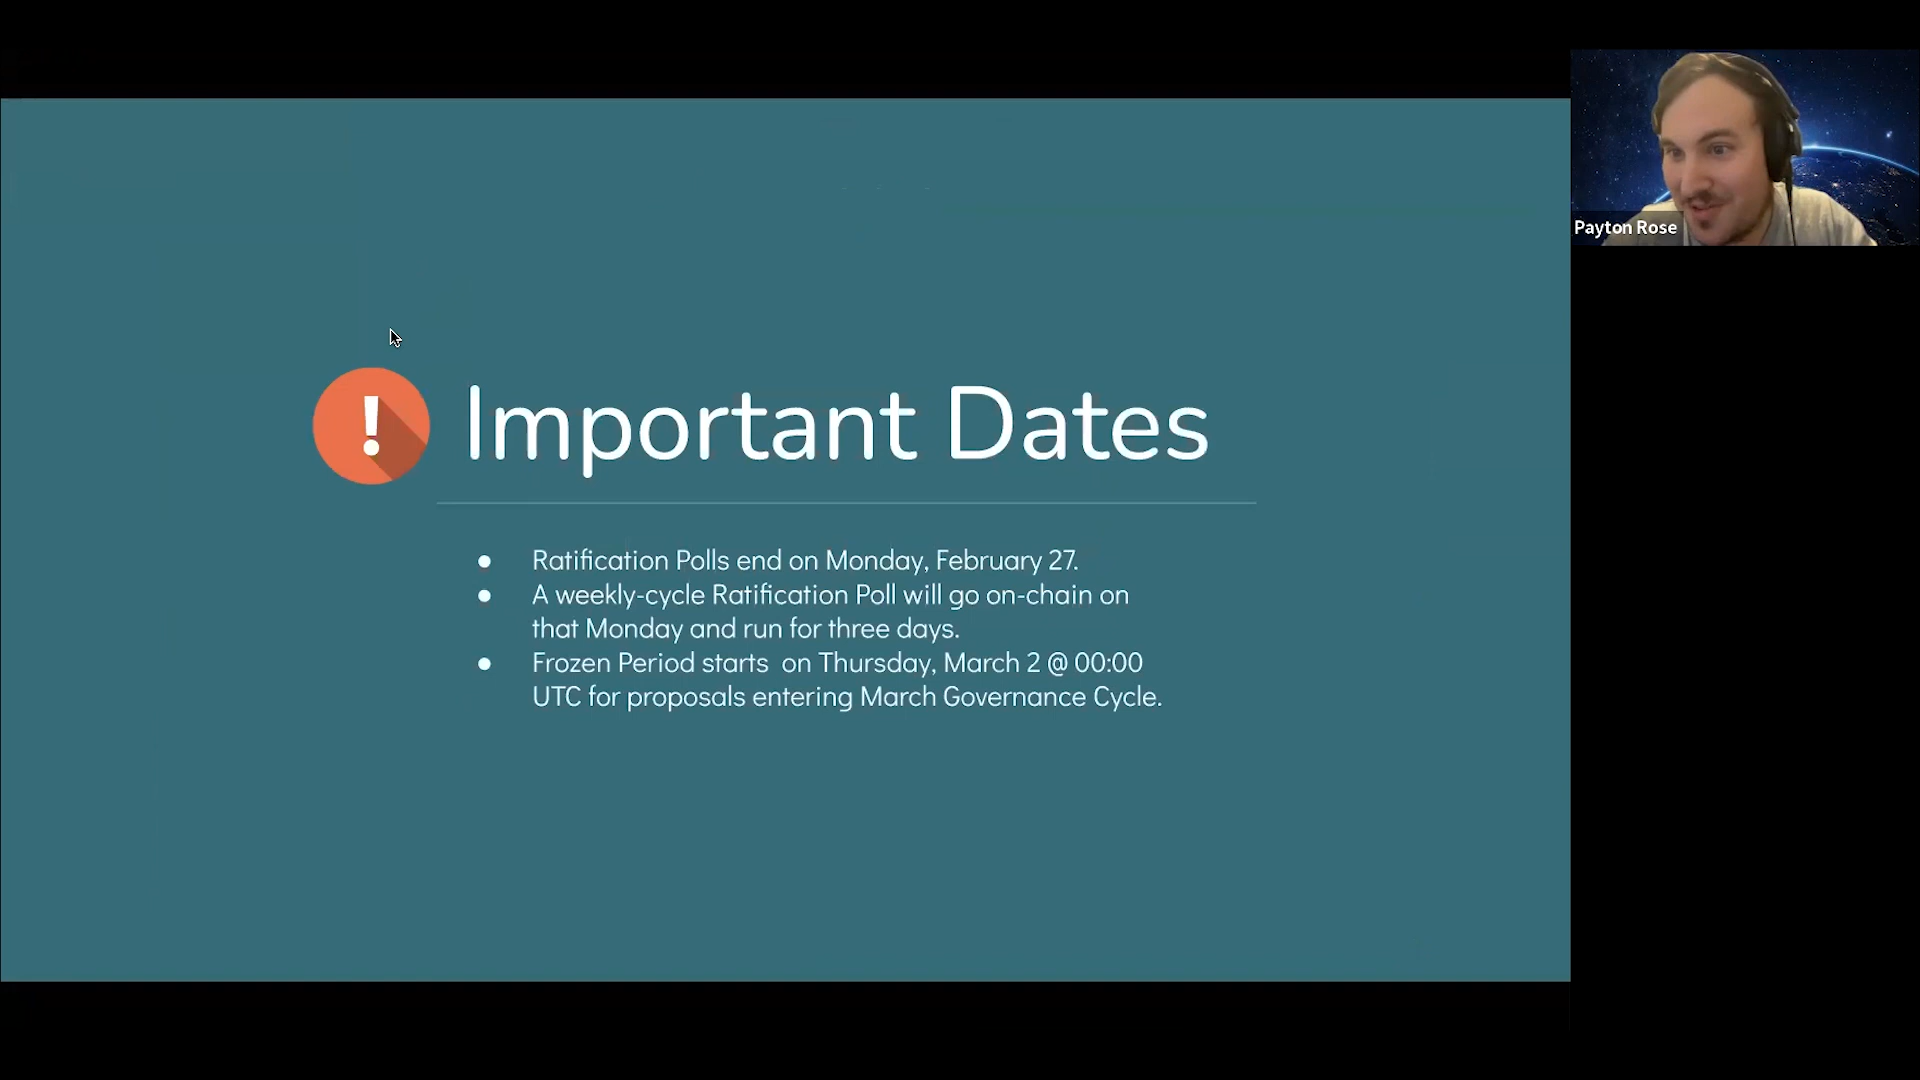 Important Dates
● Ratification Polls end on Monday, February 27.
● A weekly-cycle Ratification Poll will go on-chain on
that Monday and run for three days.
● Frozen Period starts  on Thursday, March 2 @ 00:00
UTC for proposals entering March Governance Cycle.
Payton Rose